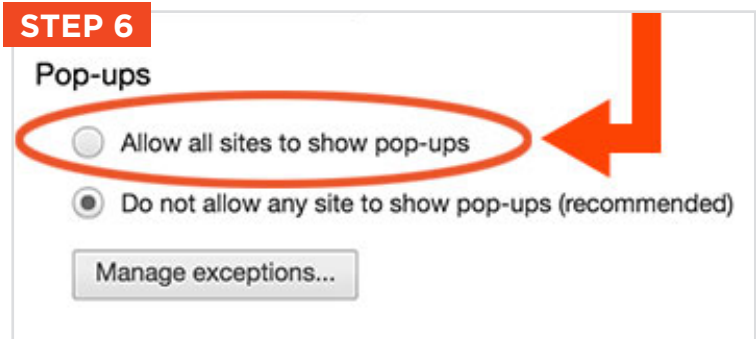 STEP 6
Pop-ups
Allow all sites to show pop-ups
Do not allow any site to show pop-ups (recommended)
Manage exceptions...